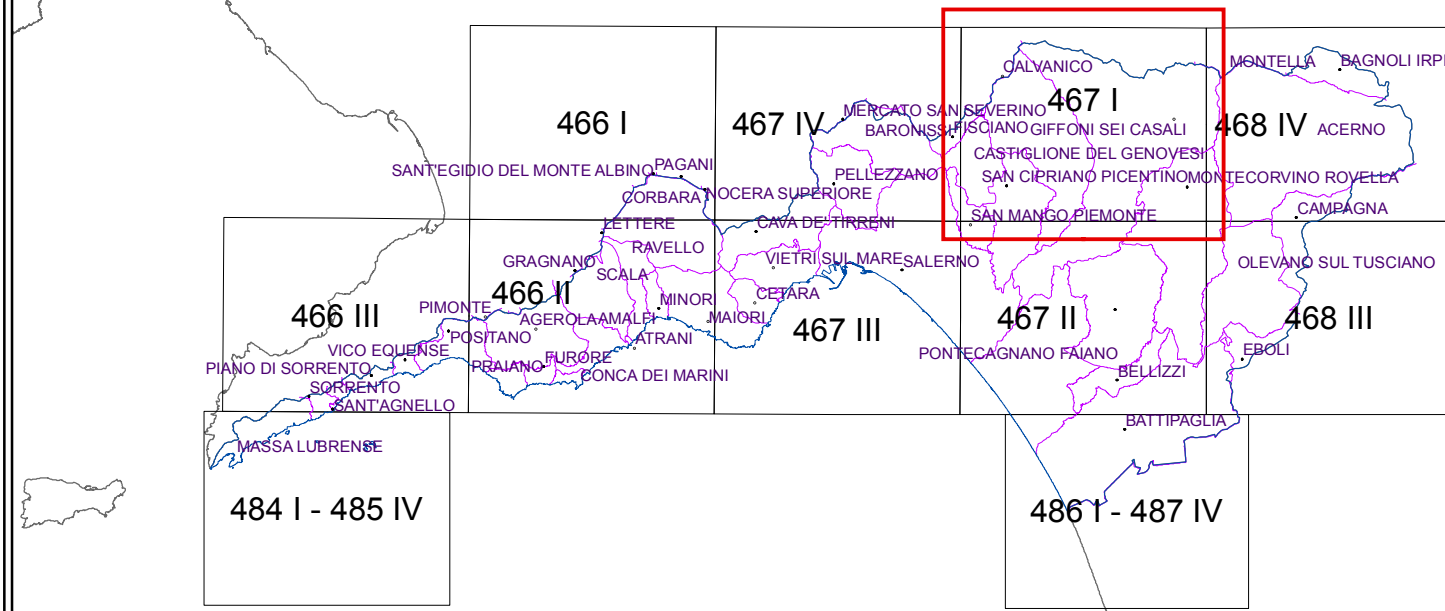 CALVANICO
MONTELLA
BAGNOLI IRPI
466 I
467 IV
467 I
468 IV
MERCATO SAN SEVERINO
BARONISSI
FISCIANO
GIFFONI SEI CASALI
ACERNO
CASTIGLIONE DEL GENOVESI
SANT'EGIDIO DEL MONTE ALBINO
PAGANI
PELLEZZANO
SAN CIPRIANO PICENTINO
MONTECORVINO ROVELLA
CORBARA
NOCERA SUPERIORE
SAN MANGO PIEMONTE
CAMPAGNA
LETTERE
CAVA DE' TIRRENI
RAVELLO
GRAGNANO
SCALA
VIETRI SUL MARE
SALERNO
OLEVANO SUL TUSCIANO
466 III
466 II
467 III
467 II
468 III
PIMONTE
MINORI
CETARA
AGEROLA
AMALFI
MAIORI
POSITANO
ATRANI
VICO EQUENSE
FURORE
PONTECAGNANO FAIANO
EBOLI
PIANO DI SORRENTO
PRAIANO
CONCA DEI MARINI
BELLIZZI
SORRENTO
SANT'AGNELLO
BATTIPAGLIA
MASSA LUBRENSE
484 I - 485 IV
486 I - 487 IV